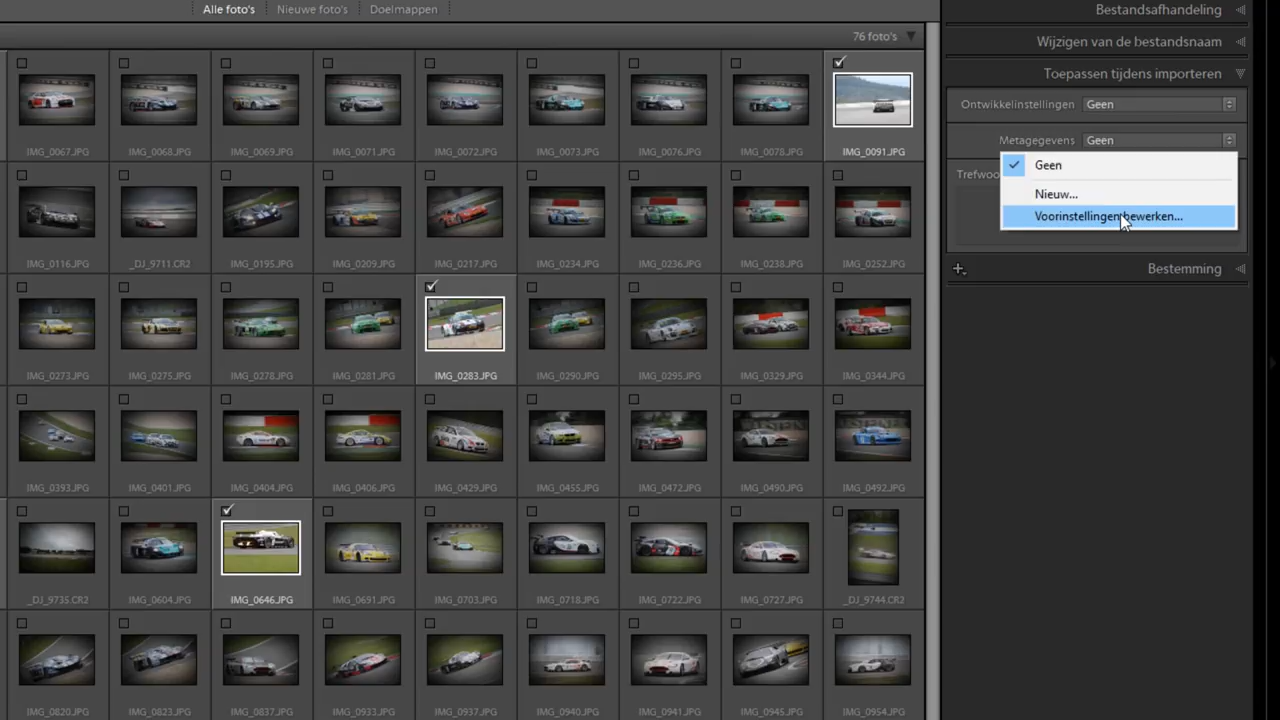 Alle foto's Nieuwe foto's Doelmappen
Bestandsafhandeling
76 foto's
Wijzigen van de bestandsnaam
Toepassen tijdens importeren
Ontwikkelinstellingen Geen
Metagegevens Geen
Geen
Trefwoo
Nieuw...
Voorinstellingen bewerken...
Bestemming
IMG_0067.JPG IMG_0068.JPG IMG_0069.JPG IMG_0071.JPG IMG_0072.JPG IMG_0073.JPG IMG_0076.JPG IMG_0078.JPG IMG_0091.JPG
IMG_0116.JPG _DJ_9711.CR2 IMG_0195.JPG IMG_0209.JPG IMG_0217.JPG IMG_0234.JPG IMG_0236.JPG IMG_0238.JPG IMG_0252.JPG
IMG_0273.JPG IMG_0275.JPG IMG_0278.JPG IMG_0281.JPG IMG_0283.JPG IMG_0290.JPG IMG_0295.JPG IMG_0329.JPG IMG_0344.JPG
IMG_0393.JPG IMG_0401.JPG IMG_0404.JPG IMG_0406.JPG IMG_0429.JPG IMG_0455.JPG IMG_0472.JPG IMG_0490.JPG IMG_0492.JPG
_DJ_9735.CR2 IMG_0604.JPG IMG_0646.JPG IMG_0691.JPG IMG_0703.JPG IMG_0718.JPG IMG_0722.JPG IMG_0727.JPG _DJ_9744.CR2
IMG_0820.JPG IMG_0823.JPG IMG_0837.JPG IMG_0933.JPG IMG_0937.JPG IMG_0940.JPG IMG_0941.JPG IMG_0945.JPG IMG_0954.JPG